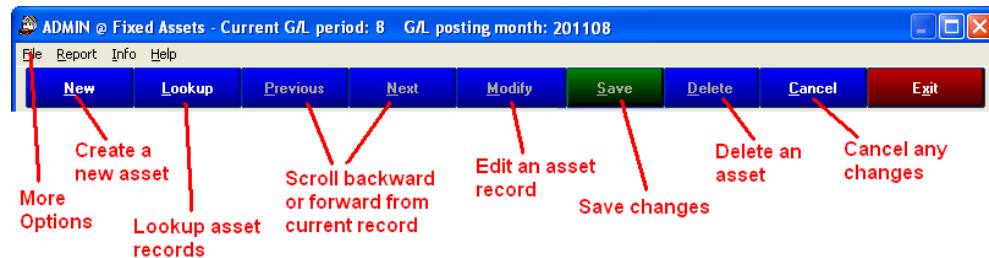 ADMIN @ Fixed Assets - Current G/L period: 8 G/L posting month: 201108
File Report Info Help
New Lookup Previous Next Modify Save Delete Cancel Exit
Create a
new asset
More
Options
Lookup asset
records
Scroll backward
or forward from
current record
Edit an asset
record
Save changes
Delete an
asset
Cancel any
changes